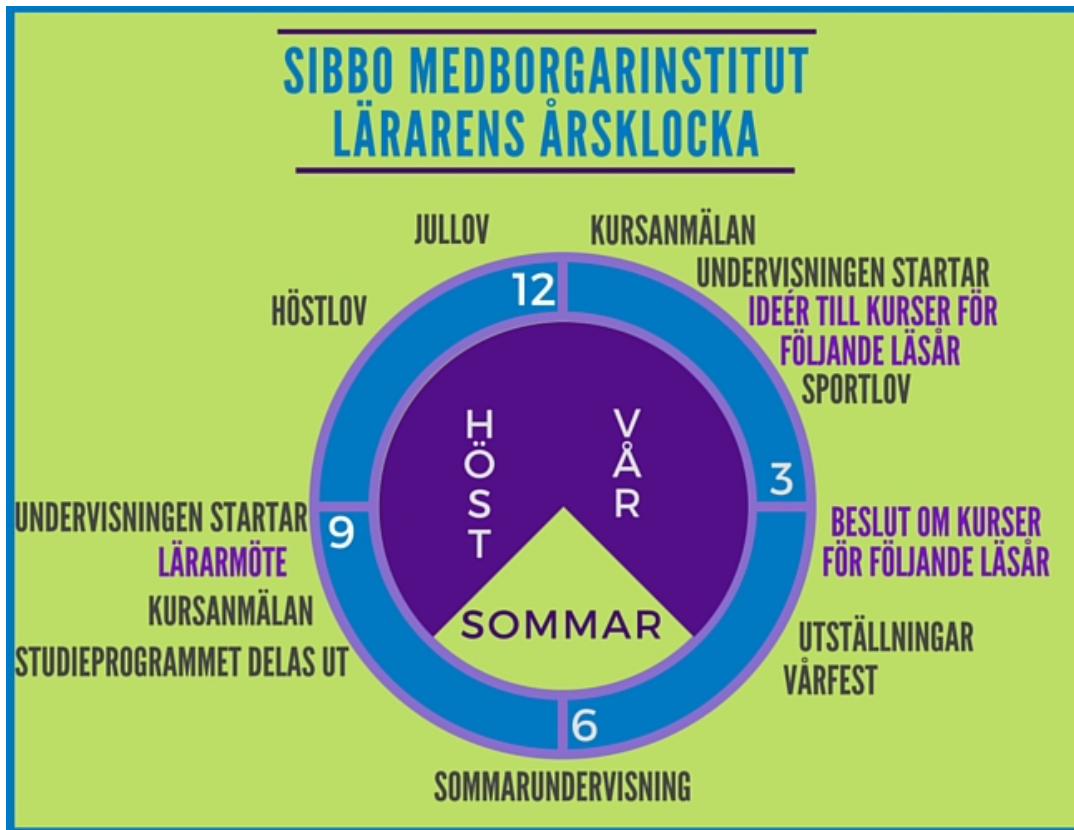 SIBBO MEDBORGARINSTITUT
LÄRARENS ÅRSKLOCKA
JULLOV
KURSANMÄLAN
UNDERVISNINGEN STARTAR
IDEÉR TILL KURSER FÖR
FÖLJANDE LÄSÅR
SPORTLOV
HÖSTLOV
12
3
6
9
HÖST
VÅR
SOMMAR
BESLUT OM KURSER
FÖR FÖLJANDE LÄSÅR
UTSTÄLLNINGAR
VÅRFEST
SOMMARUNDERVISNING
UNDERVISNINGEN STARTAR
LÄRARMÖTE
KURSANMÄLAN
STUDIEPROGRAMMET DELAS UT